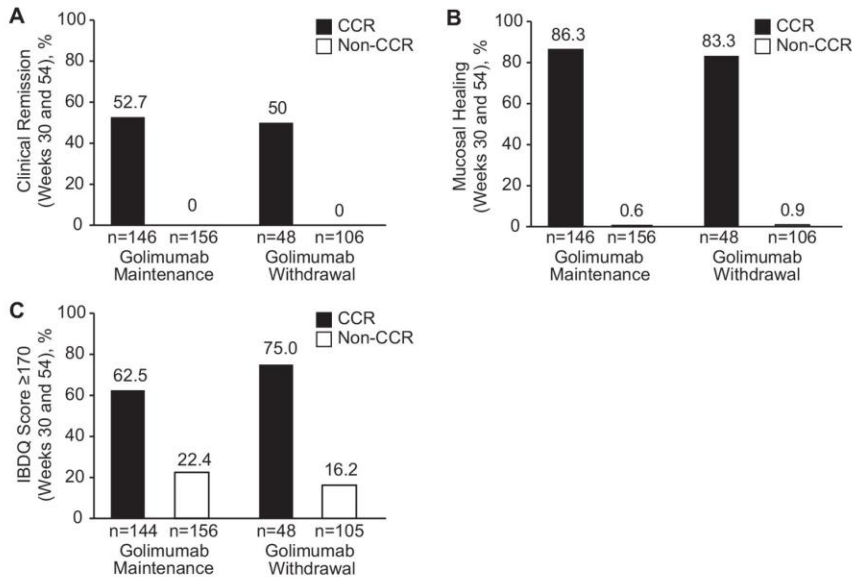 A
Clinical Remission
(Weeks 30 and 54), %
100
80
60
40
20
0
CCR
Non-CCR
52.7
0
50
0
n=146 n=156 n=48 n=106
Golimumab Golimumab
Maintenance Withdrawal
B
Mucosal Healing
(Weeks 30 and 54), %
100
80
60
40
20
0
CCR
Non-CCR
86.3
0.6
83.3
0.9
n=146 n=156 n=48 n=106
Golimumab Golimumab
Maintenance Withdrawal
C
IBDQ Score ≥170
(Weeks 30 and 54), %
100
80
60
40
20
0
CCR
Non-CCR
62.5
22.4
75.0
16.2
n=144 n=156 n=48 n=105
Golimumab Golimumab
Maintenance Withdrawal